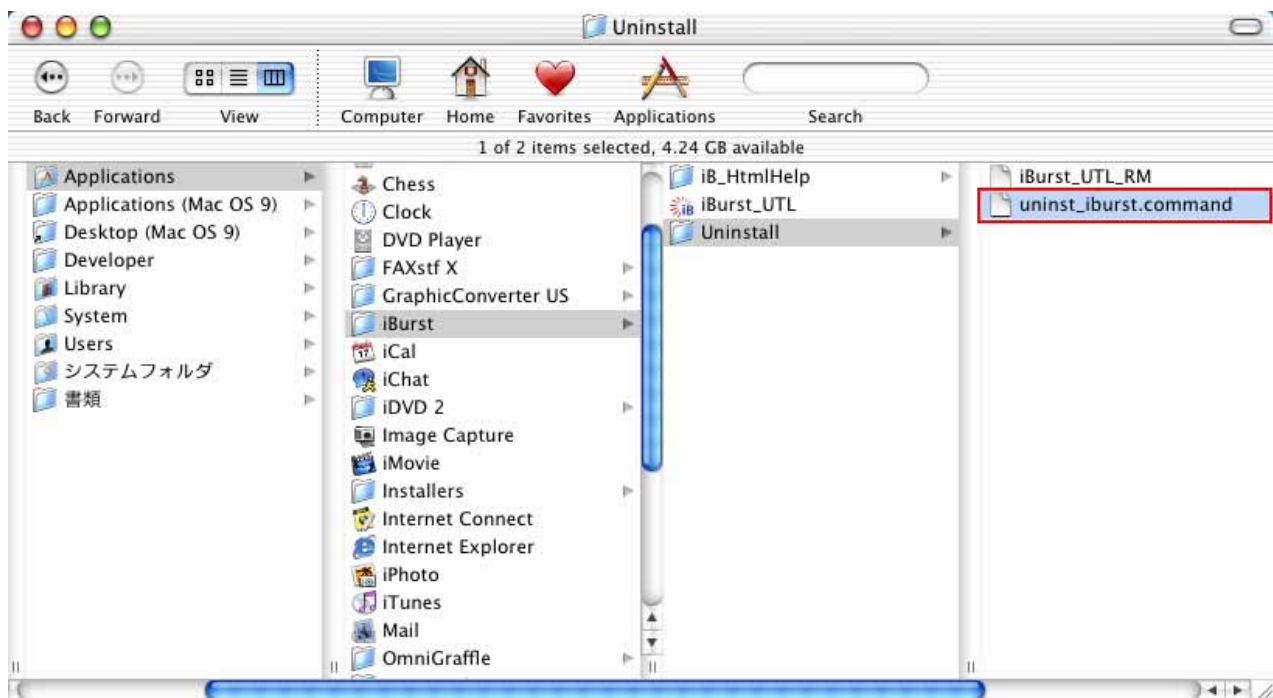 Uninstall
Back Forward View Computer Home Favorites Applications Search
1 of 2 items selected, 4.24 GB available
Applications
Applications (Mac OS 9)
Desktop (Mac OS 9)
Developer
Library
System
Users
システムフォルダ
書類
Chess
Clock
DVD Player
FAXstf X
GraphicConverter US
iBurst
iCal
iChat
iDVD 2
Image Capture
iMovie
Installers
Internet Connect
Internet Explorer
iPhoto
iTunes
Mail
OmniGraffle
iB_HtmlHelp
iBurst_UTL
Uninstall
iBurst_UTL_RM
uninst_iburst.command